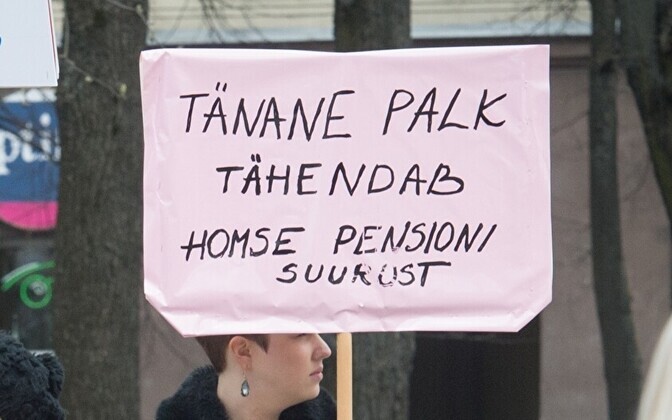 TÄNANE PALK
TÄHENDAB
HOMSE PENSIONI
SUURUST